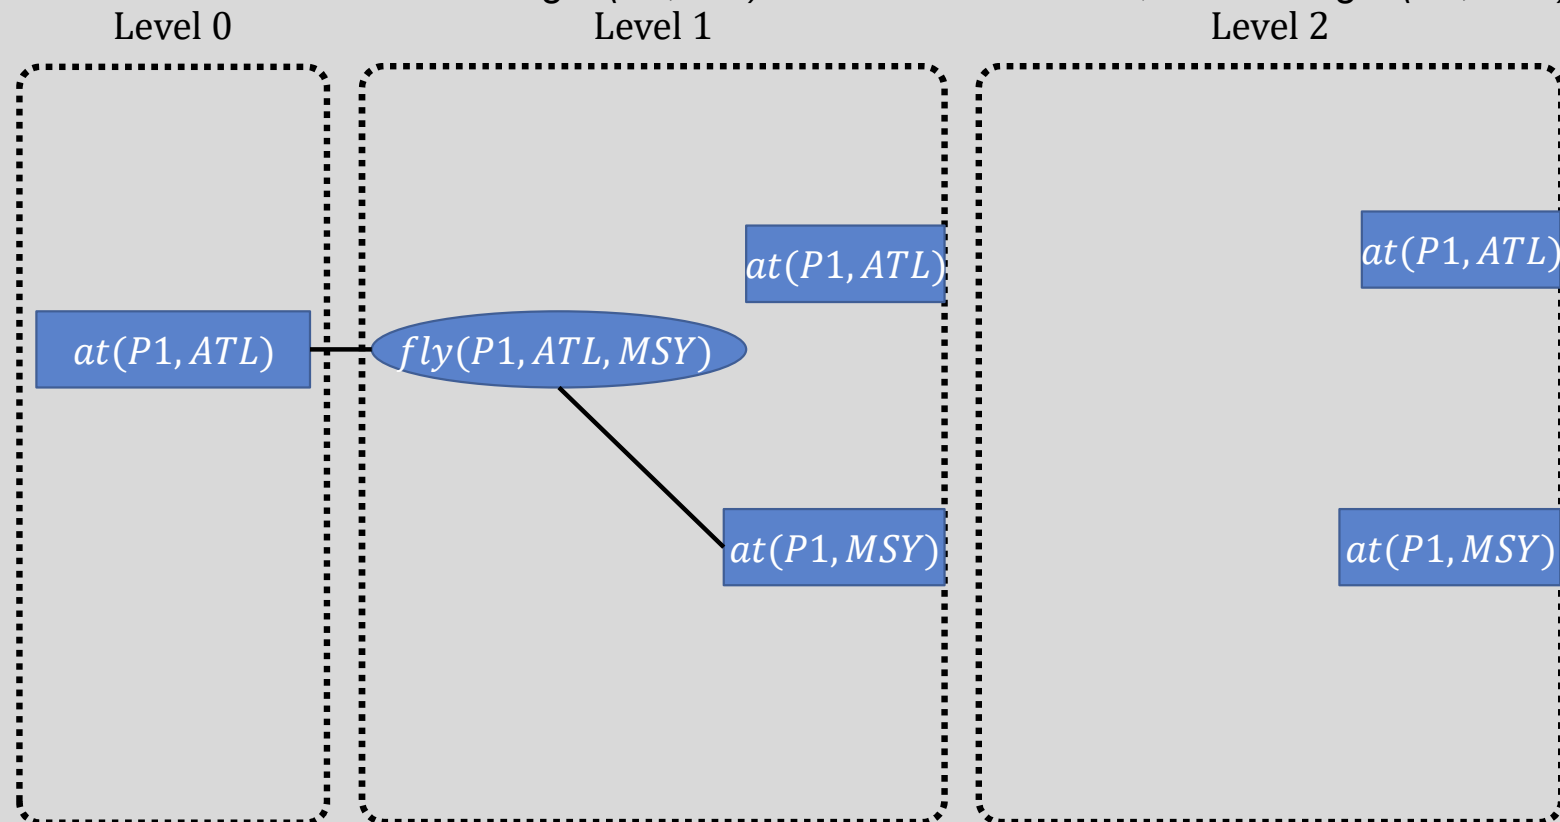 Level 0
Level 1
Level 2
at(P1, ATL)
fly(P1, ATL, MSY)
at(P1, ATL)
at(P1, MSY)
at(P1, ATL)
at(P1, MSY)